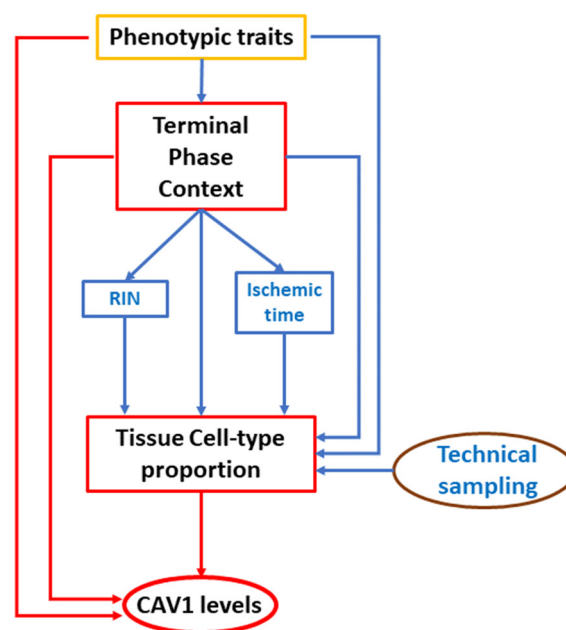 Phenotypic traits
Terminal
Phase
Context
RIN
Ischemic
time
Tissue Cell-type
proportion
Technical
sampling
CAV1 levels